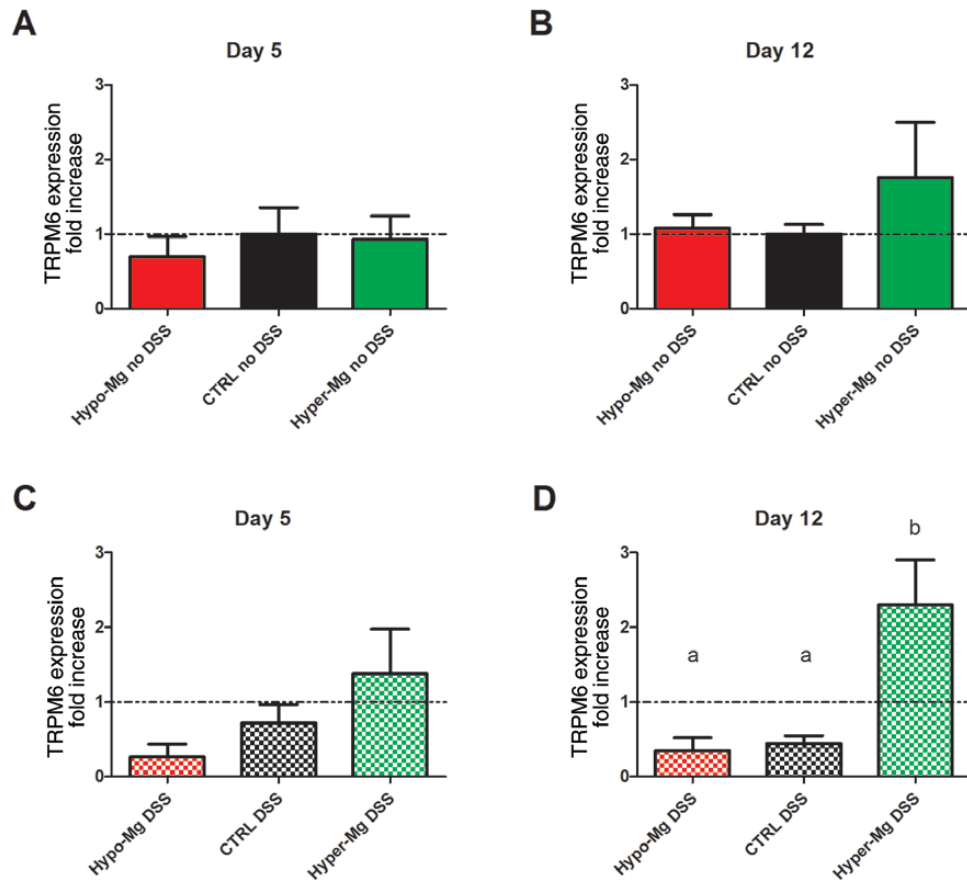 A
Day 5
TRPM6 expression
fold increase
3
2
1
0
Hypo-Mg no DSS
CTRL no DSS
Hyper-Mg no DSS
B
Day 12
TRPM6 expression
fold increase
3
2
1
0
Hypo-Mg no DSS
CTRL no DSS
Hyper-Mg no DSS
C
Day 5
TRPM6 expression
fold increase
3
2
1
0
Hypo-Mg DSS
CTRL DSS
Hyper-Mg DSS
D
Day 12
TRPM6 expression
fold increase
3
2
1
0
a
a
b
Hypo-Mg DSS
CTRL DSS
Hyper-Mg DSS